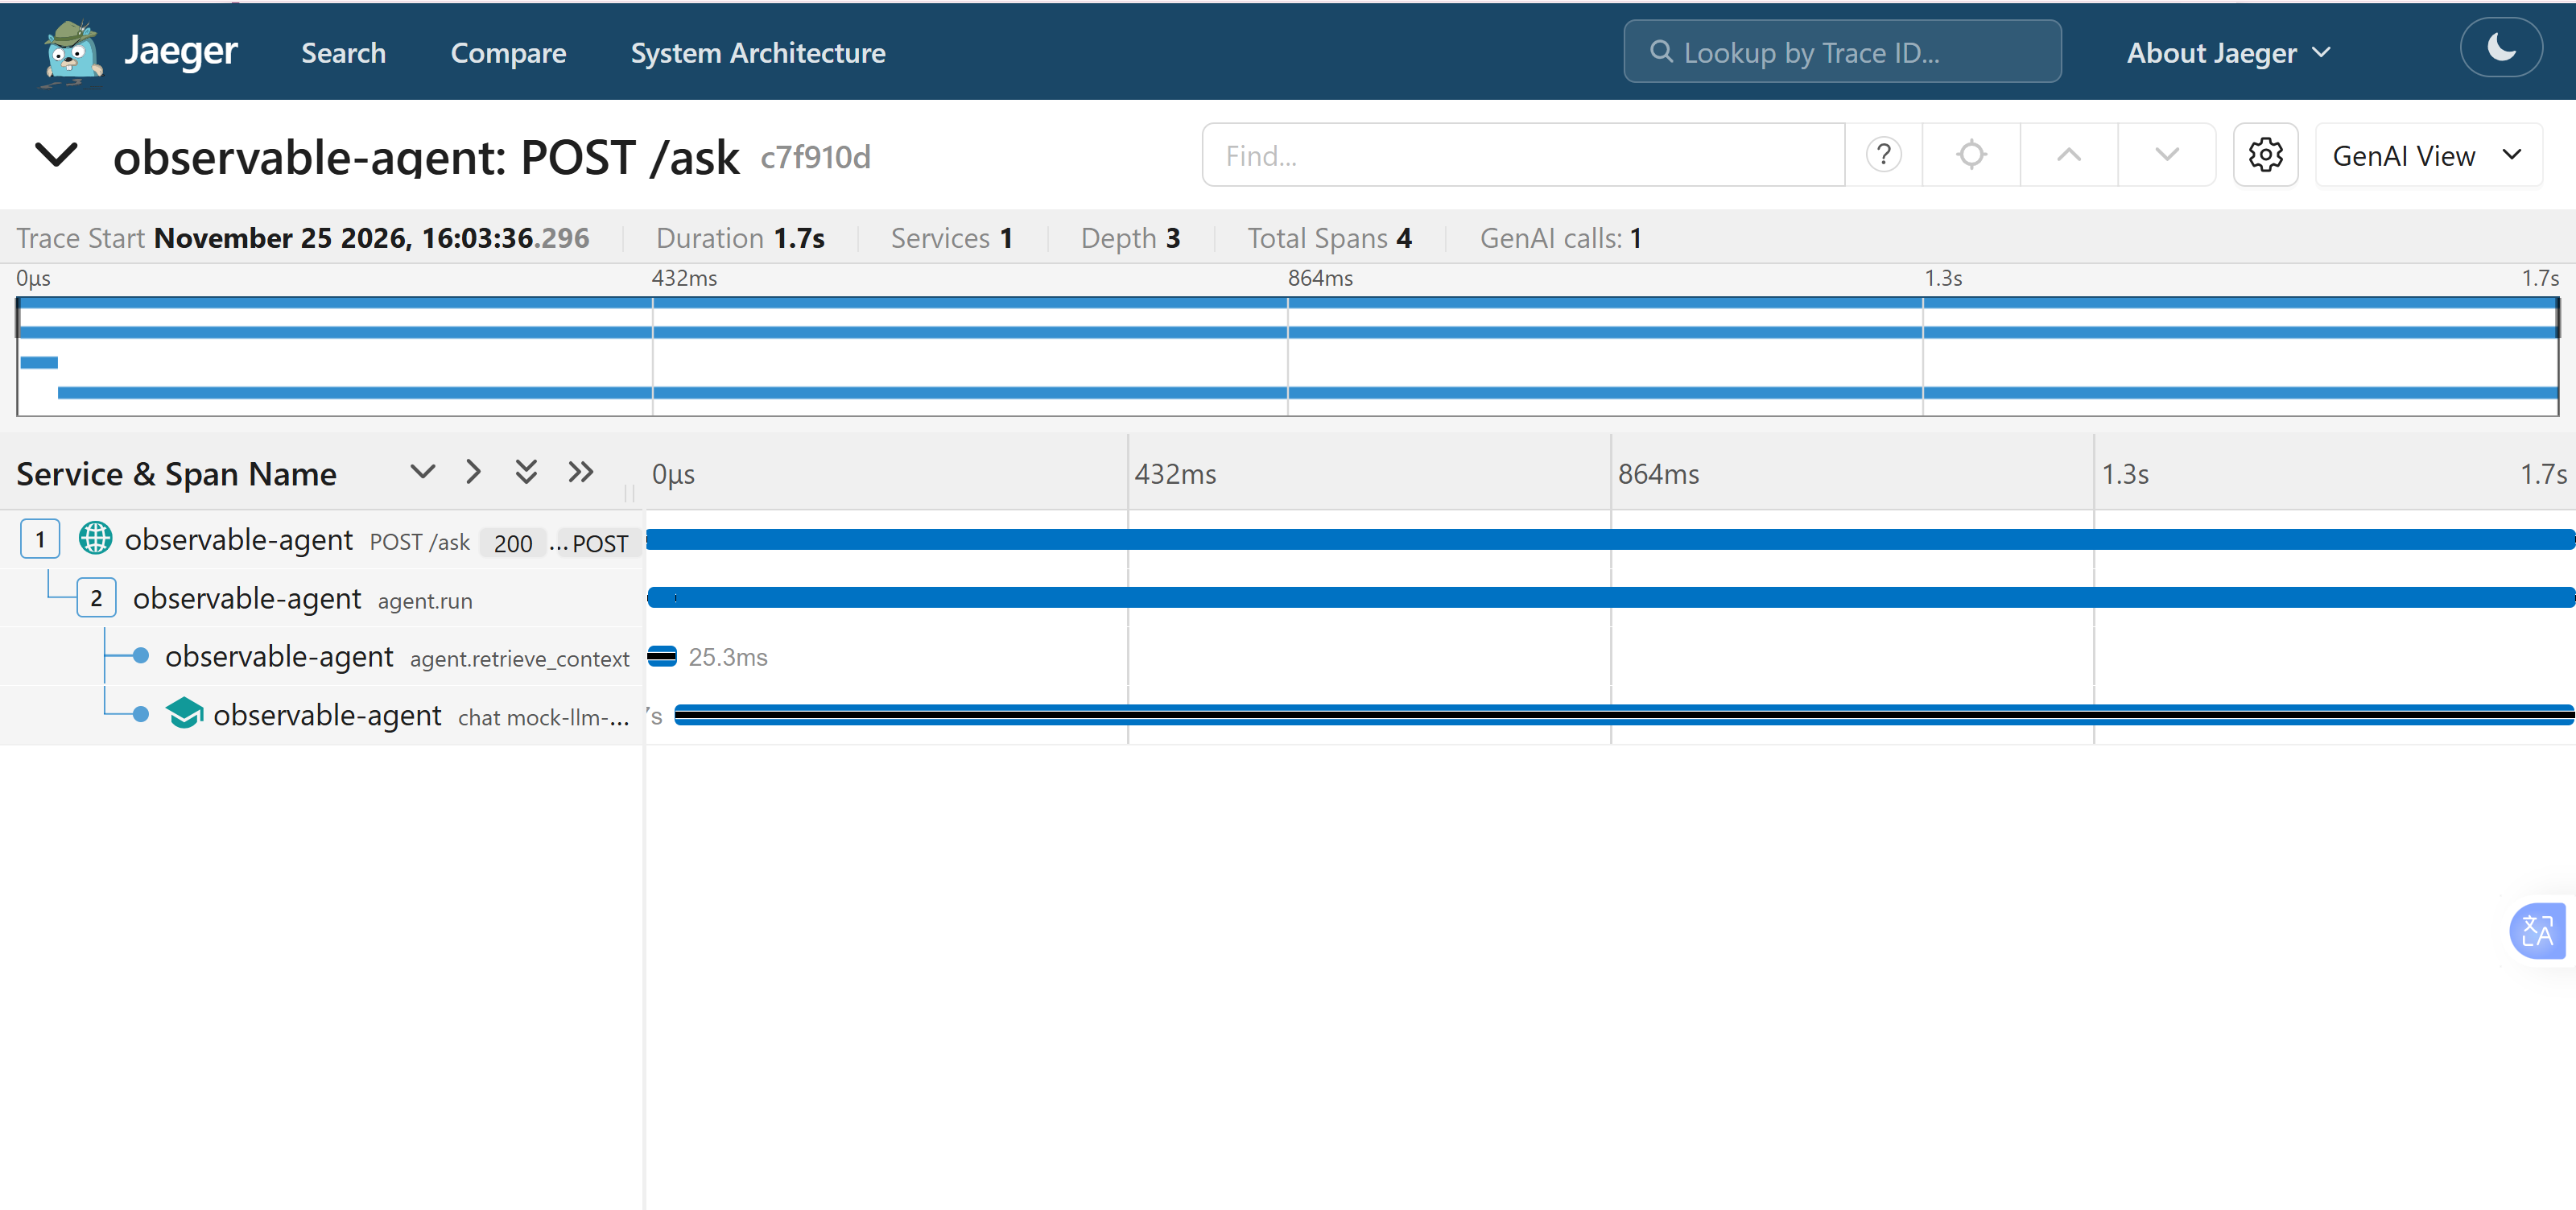 Jaeger Search Compare System Architecture Lookup by Trace ID... About Jaeger
observable-agent: POST /ask c7f910d Find... ? GenAI View
Trace Start November 25 2026, 16:03:36.296 Duration 1.7s Services 1 Depth 3 Total Spans 4 GenAI calls: 1
0μs 432ms 864ms 1.3s 1.7s
Service & Span Name 0μs 432ms 864ms 1.3s 1.7s
1 observable-agent POST /ask 200 ... POST
2 observable-agent agent.run
observable-agent agent.retrieve_context 25.3ms
observable-agent chat mock-llm-... s
文A